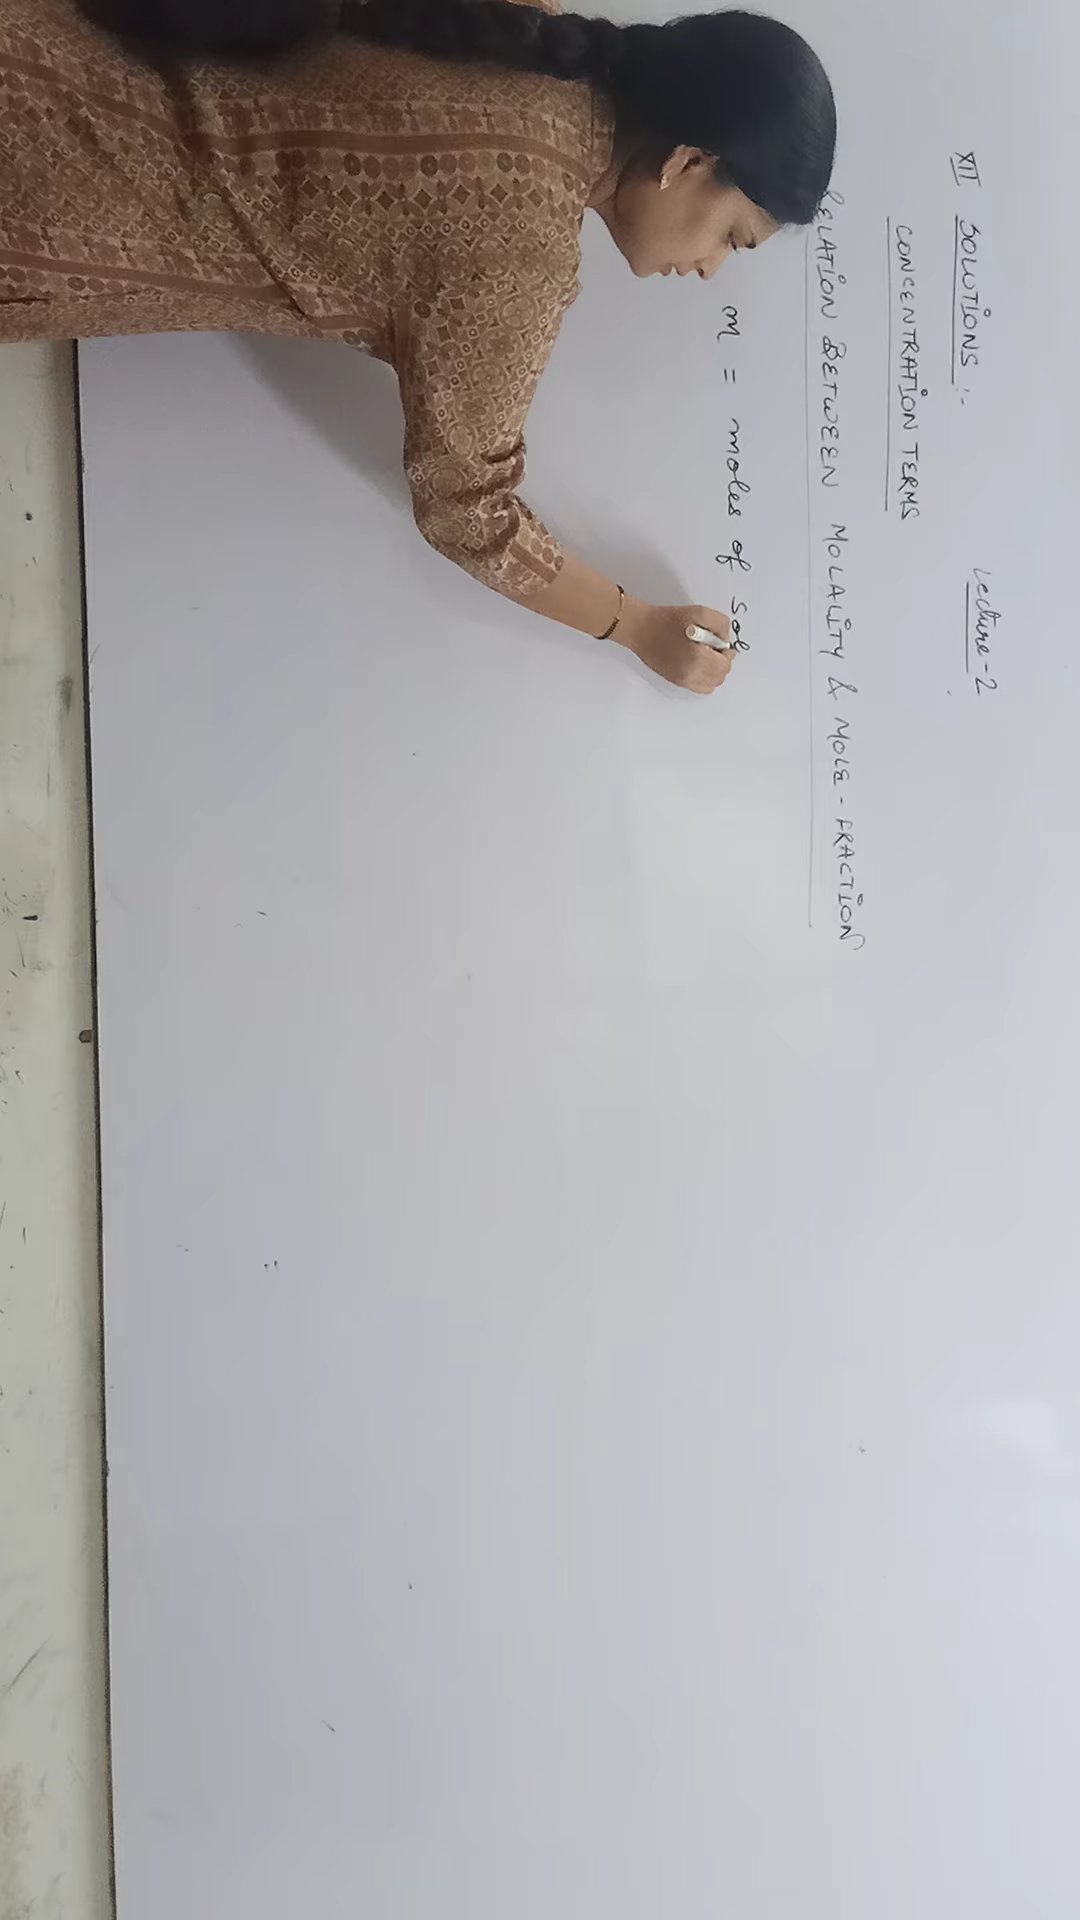 XII SOLUTIONS :- Lecture-2
CONCENTRATION TERMS
RELATION BETWEEN MOLALITY & MOLE - FRACTION
m = moles of sol